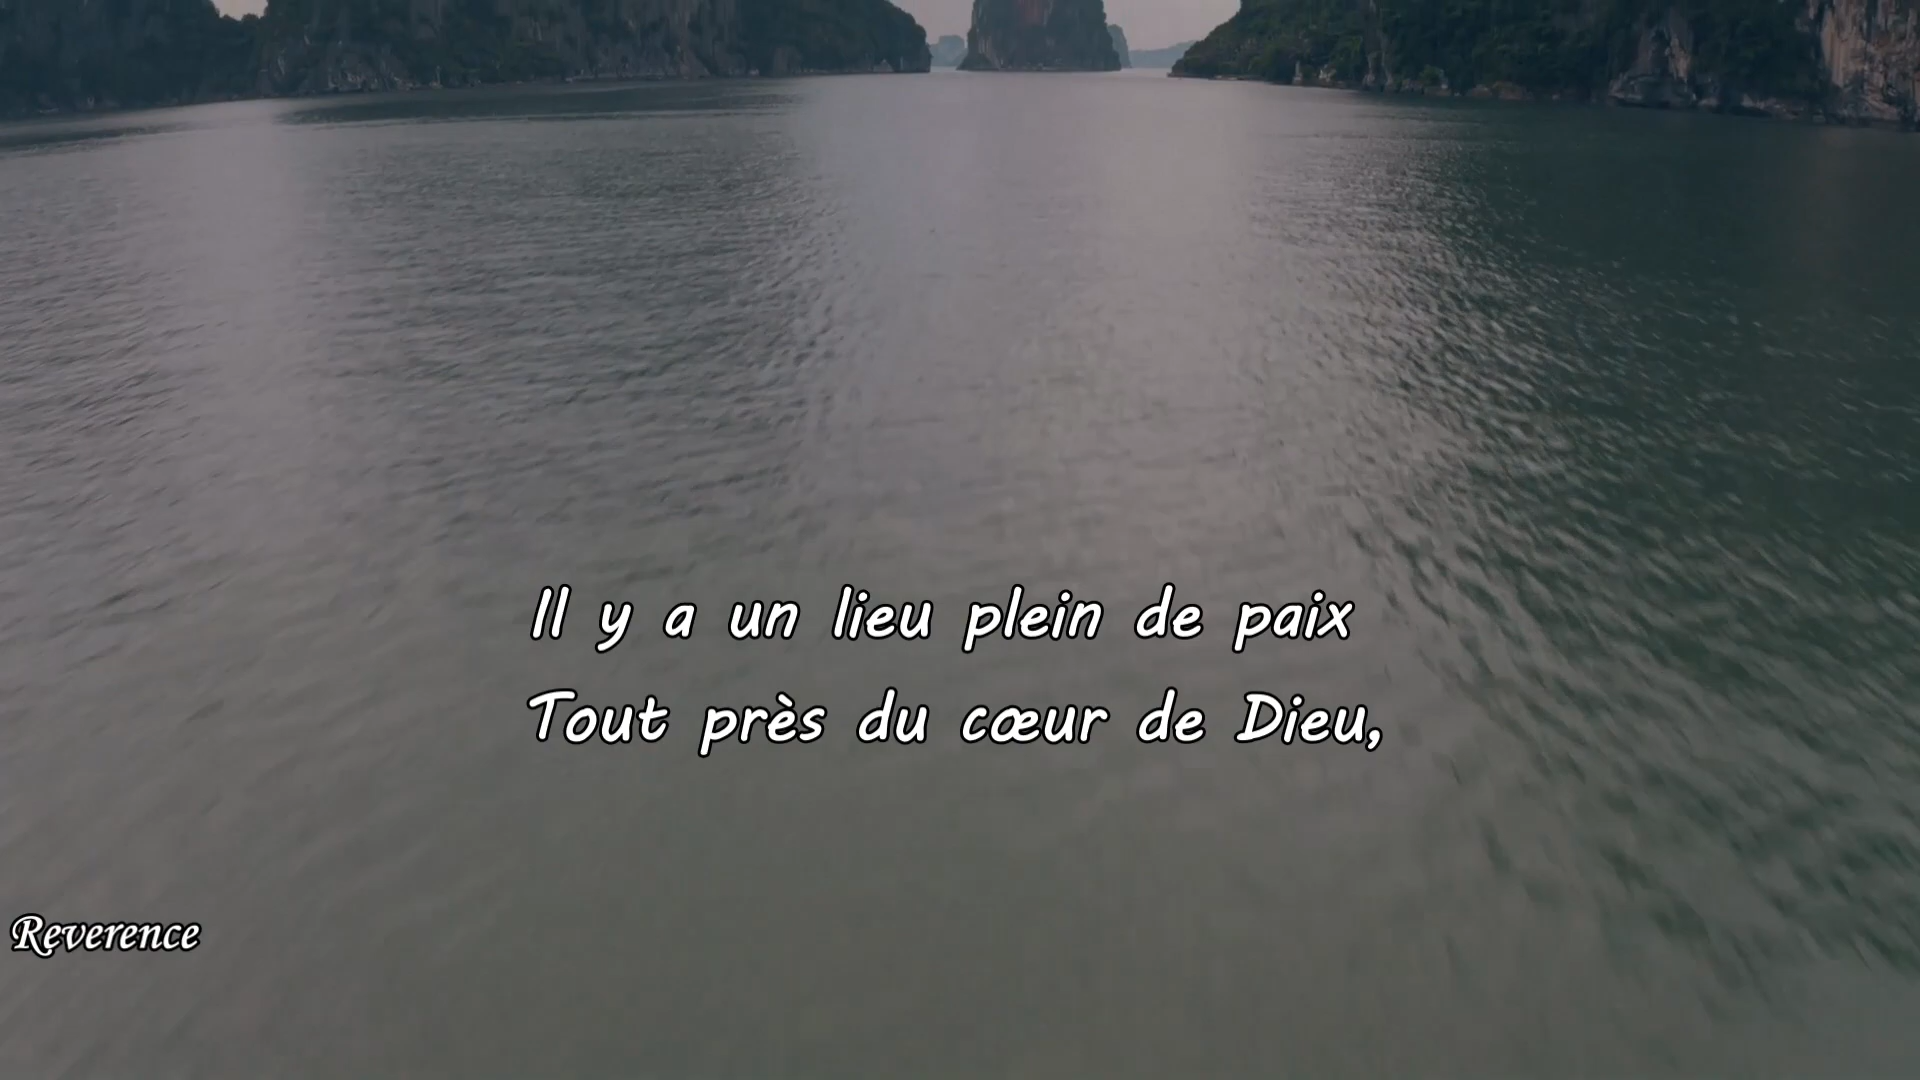 Il y a un lieu plein de paix
Tout près du cœur de Dieu,
Reverence